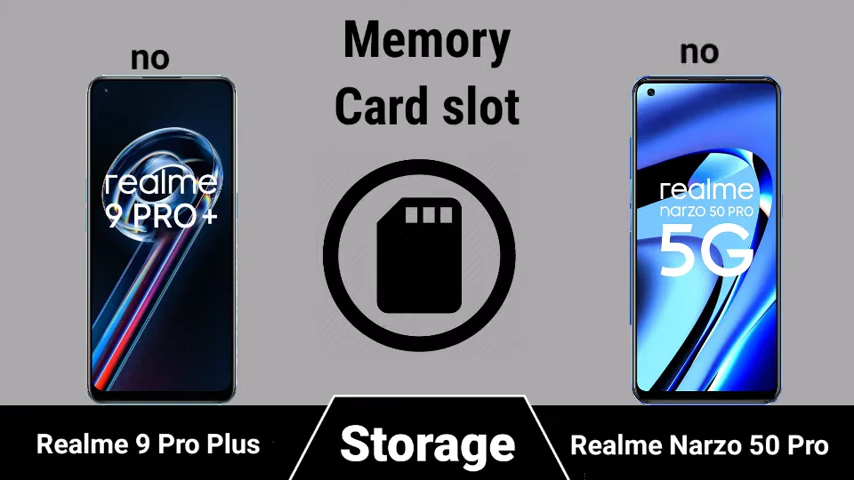 no
Memory
Card slot
no
realme
9 PRO+
realme
narzo 50 PRO
5G
Realme 9 Pro Plus
Storage
Realme Narzo 50 Pro